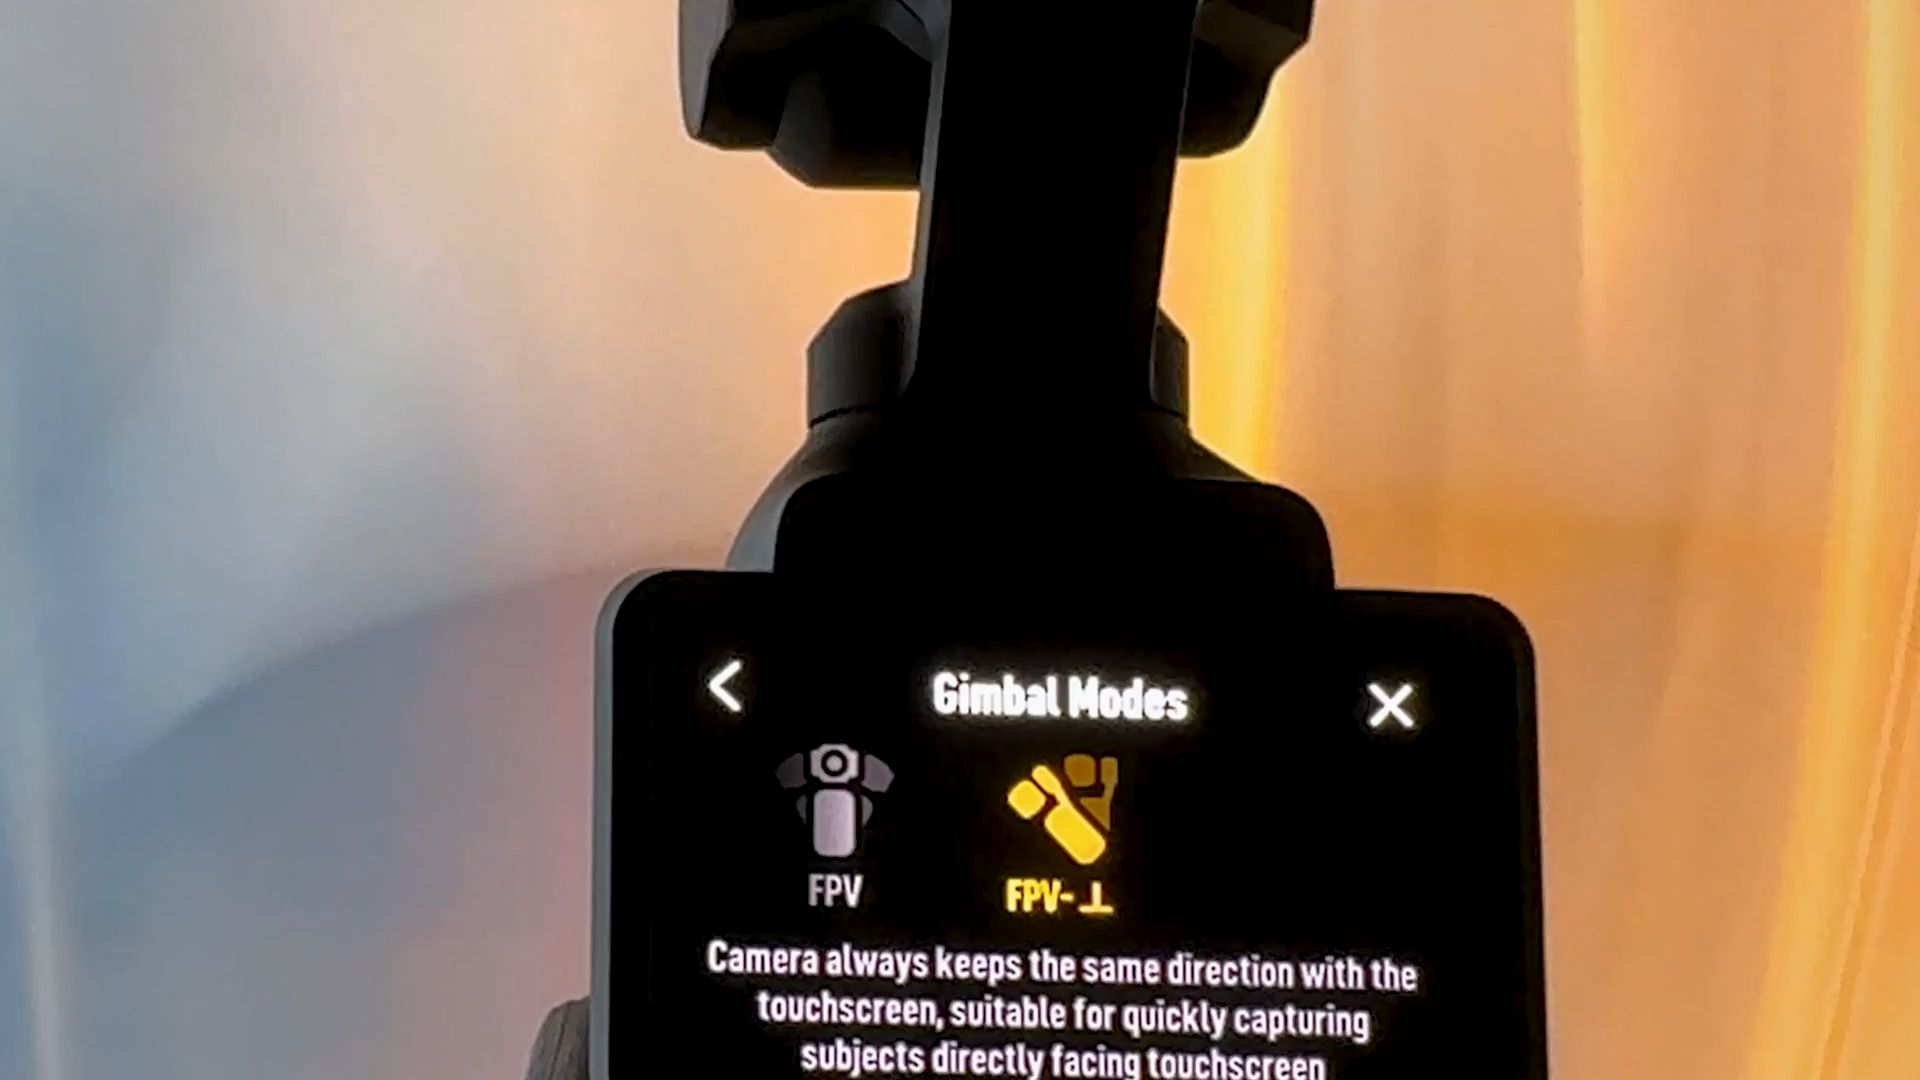 Gimbal Modes
FPV
FPV-⊥
Camera always keeps the same direction with the
touchscreen, suitable for quickly capturing
subjects directly facing touchscreen